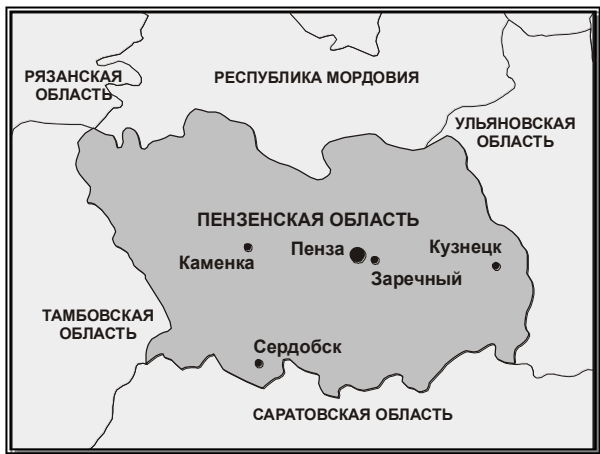 РЯЗАНСКАЯ
ОБЛАСТЬ
РЕСПУБЛИКА МОРДОВИЯ
УЛЬЯНОВСКАЯ
ОБЛАСТЬ
ПЕНЗЕНСКАЯ ОБЛАСТЬ
Каменка
Пенза
Заречный
Кузнецк
ТАМБОВСКАЯ
ОБЛАСТЬ
Сердобск
САРАТОВСКАЯ ОБЛАСТЬ